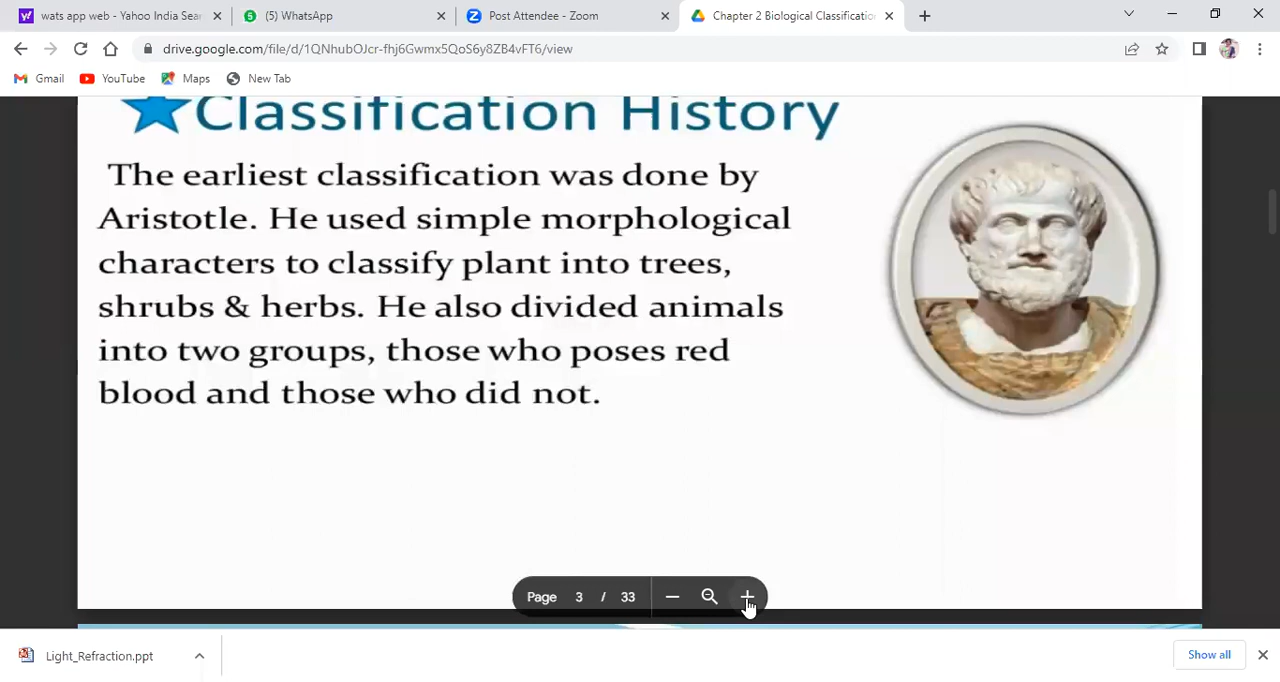 wats app web - Yahoo India Sear
(5) WhatsApp
Post Attendee - Zoom
Chapter 2 Biological Classification
drive.google.com/file/d/1QNhubOJcr-fhj6Gwmx5QoS6y8ZB4vFT6/view
Gmail
YouTube
Maps
New Tab
Classification History
The earliest classification was done by
Aristotle. He used simple morphological
characters to classify plant into trees,
shrubs & herbs. He also divided animals
into two groups, those who poses red
blood and those who did not.
Page 3 / 33
Light_Refraction.ppt
Show all